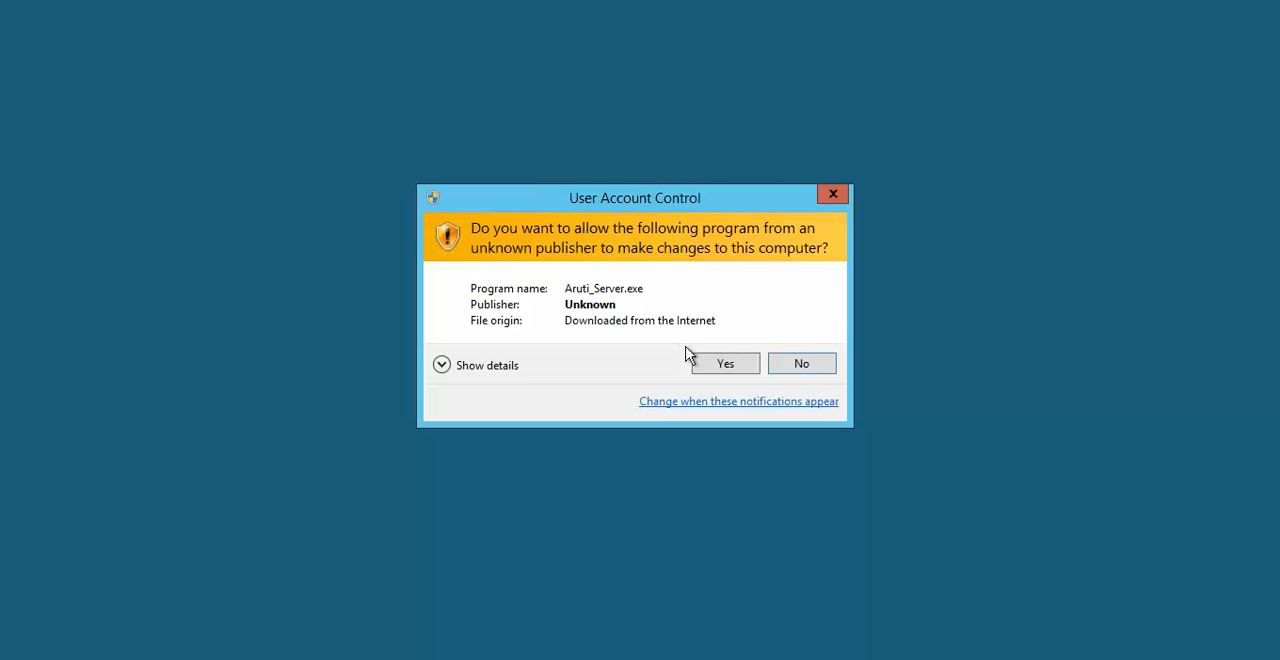 User Account Control
Do you want to allow the following program from an
unknown publisher to make changes to this computer?
Program name: Aruti_Server.exe
Publisher: Unknown
File origin: Downloaded from the Internet
Show details
Yes
No
Change when these notifications appear